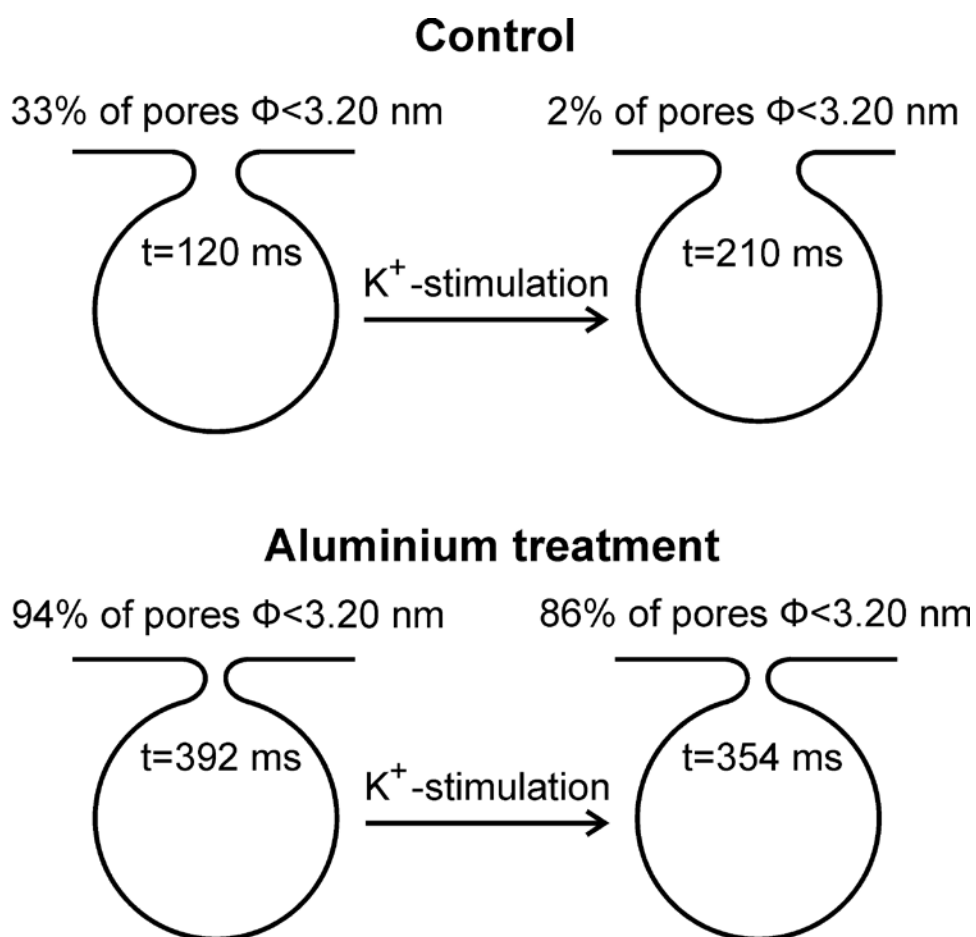 Control
33% of pores Φ<3.20 nm
2% of pores Φ<3.20 nm
t=120 ms
K⁺-stimulation
t=210 ms
Aluminium treatment
94% of pores Φ<3.20 nm
86% of pores Φ<3.20 nm
t=392 ms
K⁺-stimulation
t=354 ms